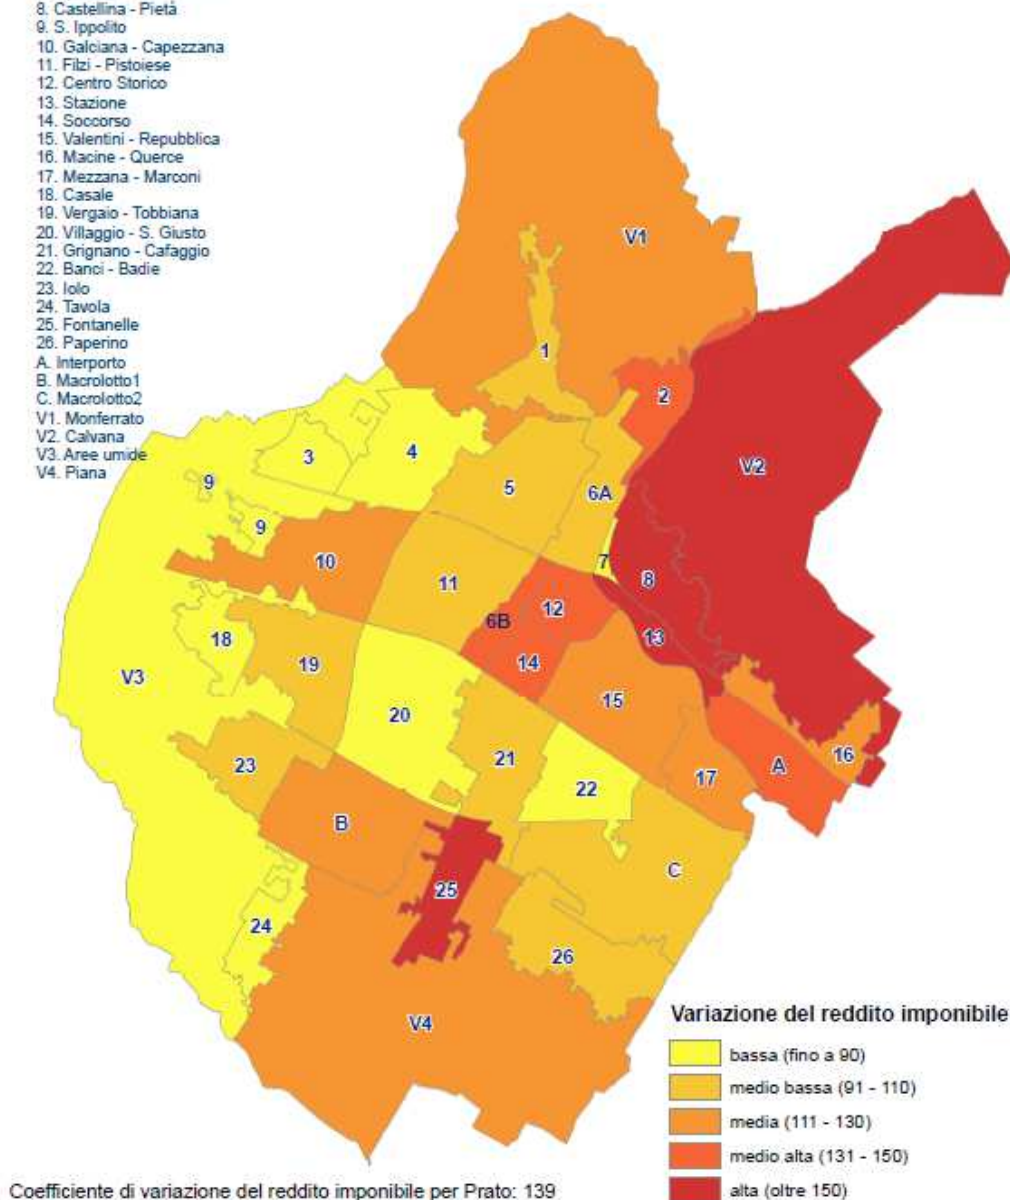 8. Castellina - Pietà
9. S. Ippolito
10. Galciana - Capezzana
11. Filzi - Pistoiese
12. Centro Storico
13. Stazione
14. Soccorso
15. Valentini - Repubblica
16. Macine - Querce
17. Mezzana - Marconi
18. Casale
19. Vergaio - Tobbiana
20. Villaggio - S. Giusto
21. Grignano - Cafaggio
22. Banci - Badie
23. Iolo
24. Tavola
25. Fontanelle
26. Paperino
A. Interporto
B. Macrolotto1
C. Macrolotto2
V1. Monferrato
V2. Calvana
V3. Aree umide
V4. Piana
V1
1
2
3
4
V2
9
5
6A
9
10
7
11
8
12
6B
13
18
14
19
V3
15
20
16
21
23
A
17
22
B
C
25
24
26
V4
Variazione del reddito imponibile
bassa (fino a 90)
medio bassa (91 - 110)
media (111 - 130)
medio alta (131 - 150)
alta (oltre 150)
Coefficiente di variazione del reddito imponibile per Prato: 139